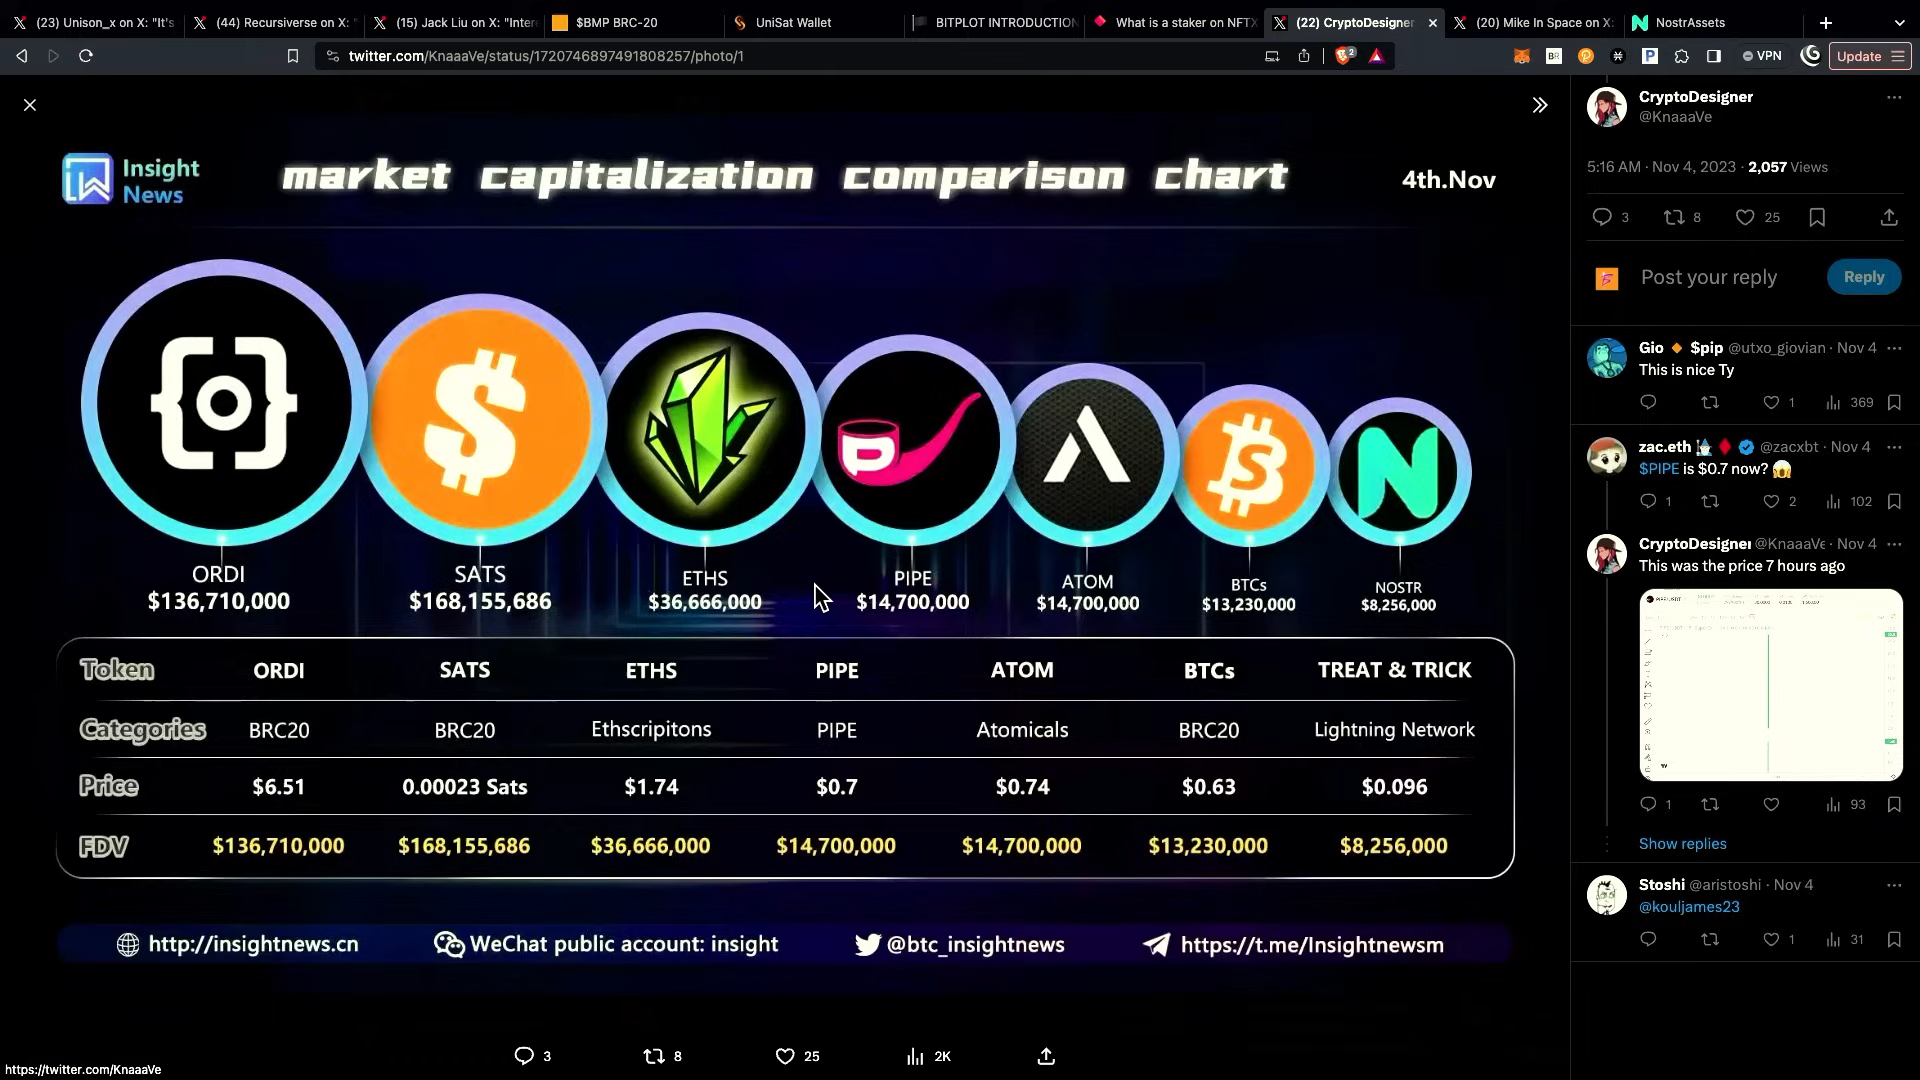 (23) Unison_x on X: "It's
(44) Recursiverse on X: "
(15) Jack Liu on X: "Inter
$BMP BRC-20
UniSat Wallet
BITPLOT INTRODUCTION
What is a staker on NFTX
(22) CryptoDesigner
(20) Mike In Space on X:
NostrAssets
twitter.com/KnaaaVe/status/1720746897491808257/photo/1
2
VPN
Update
Insight
News
market capitalization comparison chart
4th.Nov
ORDI
$136,710,000
SATS
$168,155,686
ETHS
$36,666,000
PIPE
$14,700,000
ATOM
$14,700,000
BTCs
$13,230,000
NOSTR
$8,256,000
Token ORDI SATS ETHS PIPE ATOM BTCs TREAT & TRICK
Categories BRC20 BRC20 Ethscripitons PIPE Atomicals BRC20 Lightning Network
Price $6.51 0.00023 Sats $1.74 $0.7 $0.74 $0.63 $0.096
FDV $136,710,000 $168,155,686 $36,666,000 $14,700,000 $14,700,000 $13,230,000 $8,256,000
http://insightnews.cn WeChat public account: insight @btc_insightnews https://t.me/Insightnewsm
3 8 25 2K
https://twitter.com/KnaaaVe
CryptoDesigner
@KnaaaVe
5:16 AM · Nov 4, 2023 · 2,057 Views
3 8 25
Post your reply
Reply
Gio $pip @utxo_giovian · Nov 4
This is nice Ty
1 369
zac.eth @zacxbt · Nov 4
$PIPE is $0.7 now?
1 2 102
CryptoDesigner @KnaaaVe · Nov 4
This was the price 7 hours ago
1 93
Show replies
Stoshi @aristoshi · Nov 4
@kouljames23
1 31